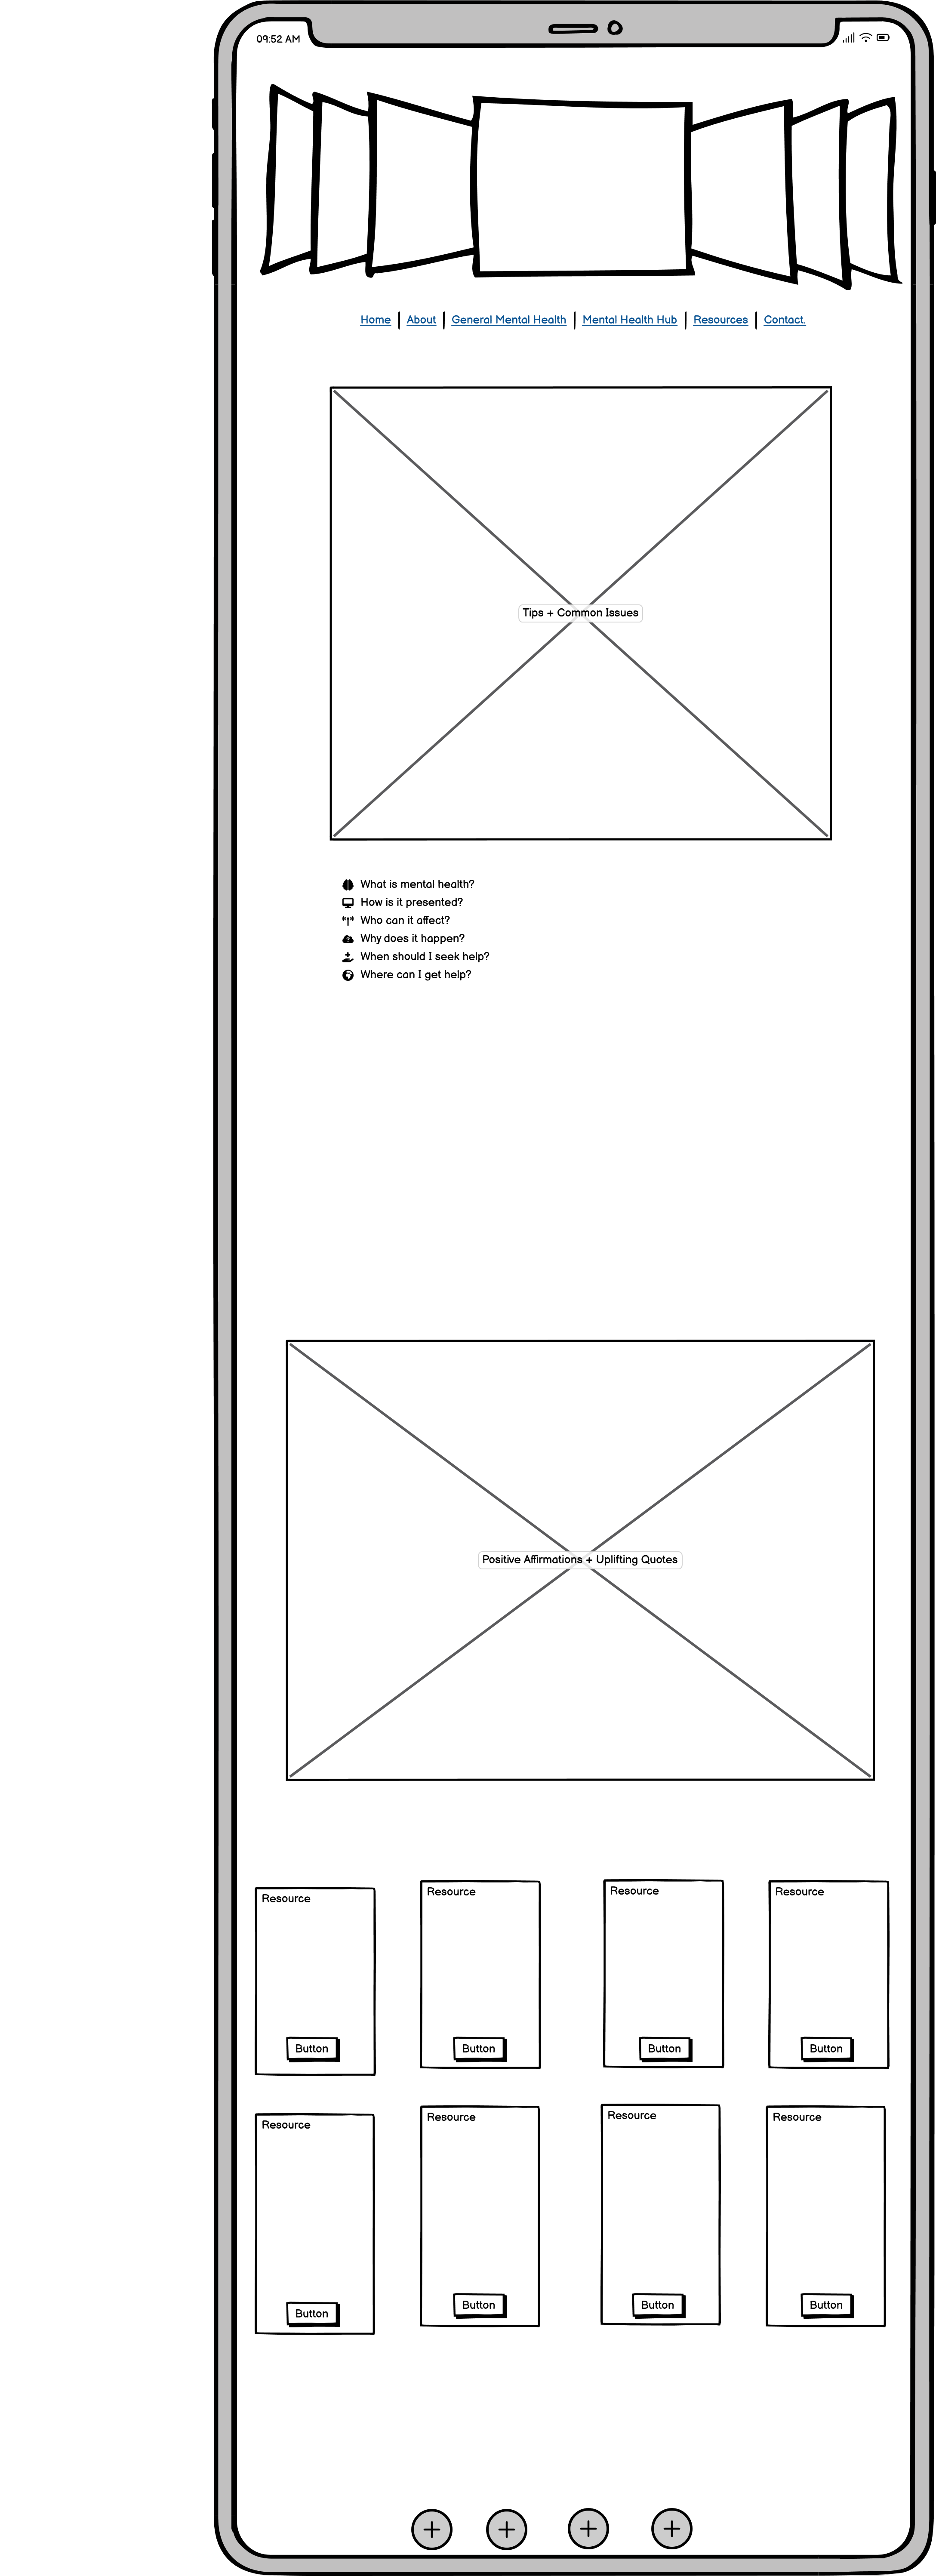 09:52 AM
Home | About | General Mental Health | Mental Health Hub | Resources | Contact.
Tips + Common Issues
What is mental health?
How is it presented?
Who can it affect?
Why does it happen?
When should I seek help?
Where can I get help?
Positive Affirmations + Uplifting Quotes
Resource Resource Resource Resource
Button Button Button Button
Resource Resource Resource Resource
Button Button Button Button